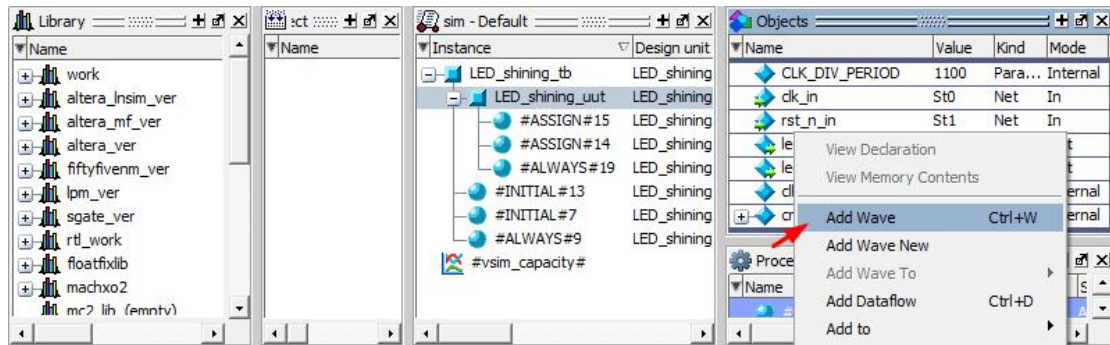 Library
Name
work
altera_lnsim_ver
altera_mf_ver
altera_ver
fiftyfivenm_ver
lpm_ver
sgate_ver
rtl_work
floatfixlib
machxo2
mc2_lib (empty)
:ct
Name
sim - Default
Instance Design unit
LED_shining_tb LED_shining
LED_shining_uut LED_shining
#ASSIGN#15 LED_shining
#ASSIGN#14 LED_shining
#ALWAYS#19 LED_shining
#INITIAL#13 LED_shining
#INITIAL#7 LED_shining
#ALWAYS#9 LED_shining
#vsim_capacity#
Objects
Name Value Kind Mode
CLK_DIV_PERIOD 1100 Para... Internal
clk_in St0 Net In
rst_n_in St1 Net In
View Declaration
View Memory Contents
Add Wave Ctrl+W
Add Wave New
Add Wave To
Add Dataflow Ctrl+D
Add to
Name